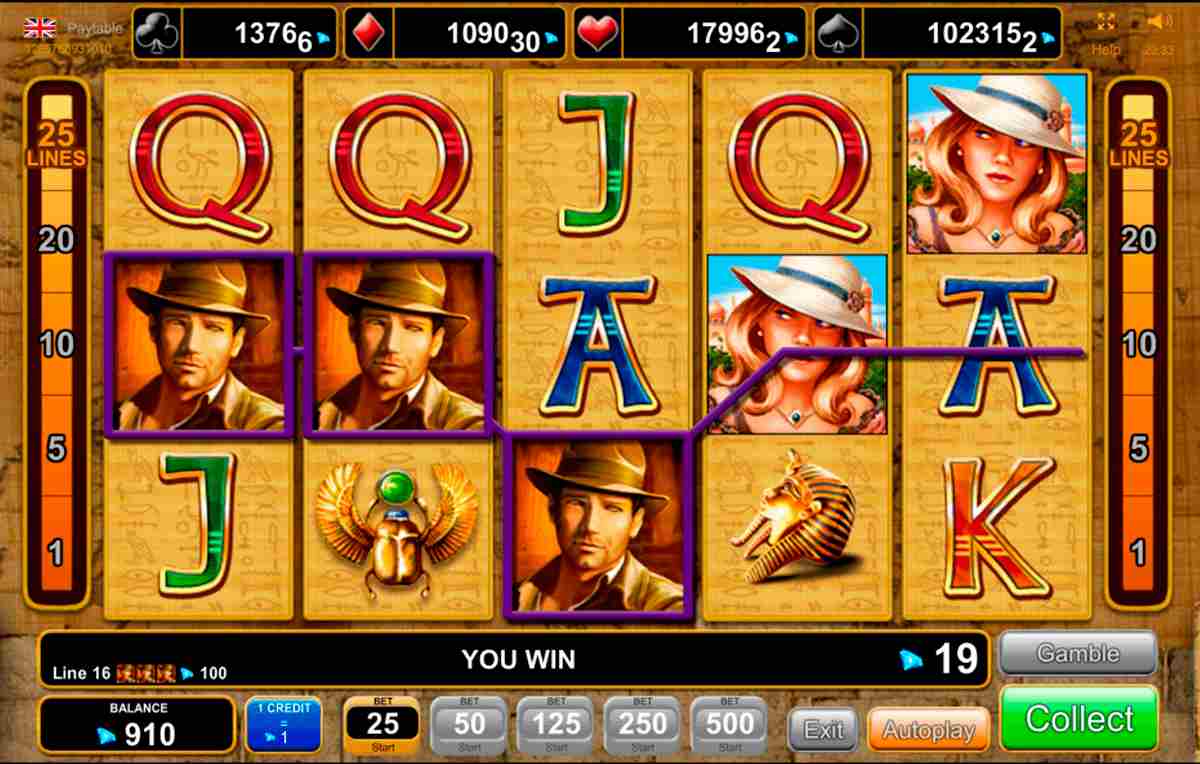 Paytable
1376 6
1090 30
17996 2
102315 2
Help 20:33
25
LINES
20
10
5
1
Q Q J Q
A A
J K
25
LINES
20
10
5
1
YOU WIN
19
Line 16 100
Gamble
BALANCE
910
1 CREDIT
=
1
BET
25
Start
BET
50
Start
BET
125
Start
BET
250
Start
BET
500
Start
Exit
Autoplay
Collect